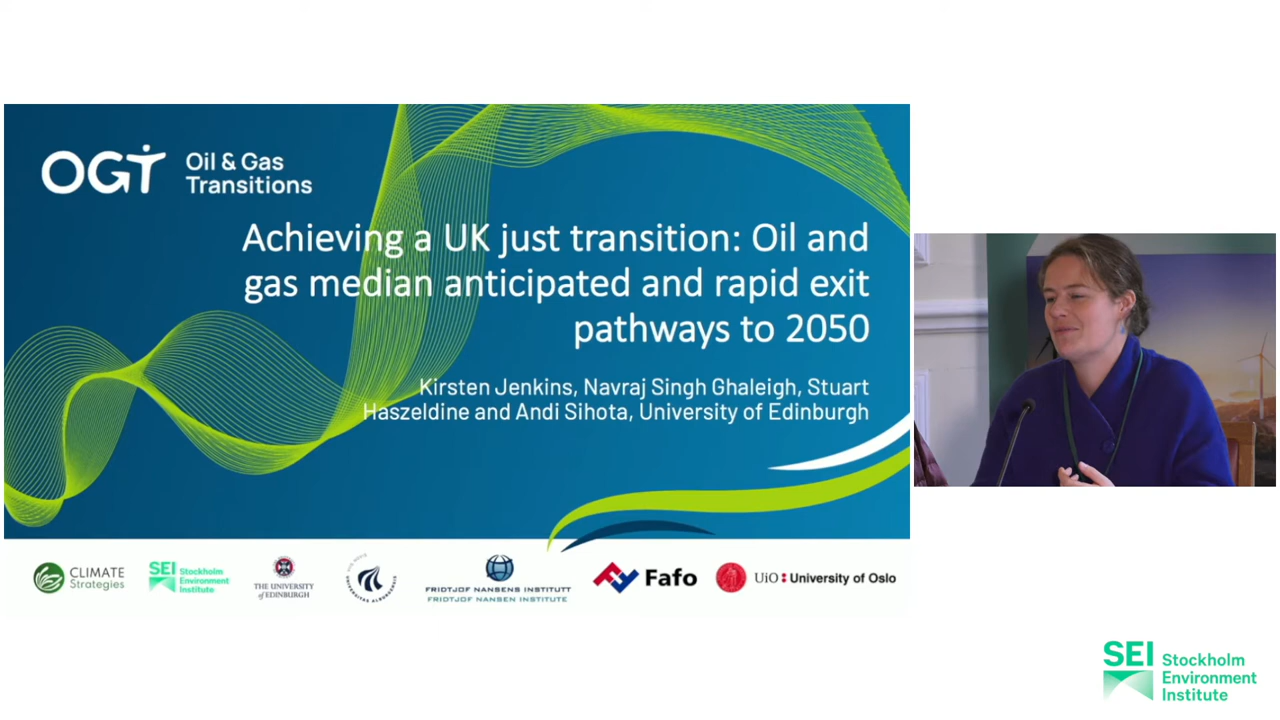 OGT Oil & Gas
Transitions
Achieving a UK just transition: Oil and
gas median anticipated and rapid exit
pathways to 2050
Kirsten Jenkins, Navraj Singh Ghaleigh, Stuart
Haszeldine and Andi Sihota, University of Edinburgh
CLIMATE
Strategies
SEI Stockholm
Environment
Institute
THE UNIVERSITY
of EDINBURGH
FRIDTJOF NANSENS INSTITUTT
FRIDTJOF NANSEN INSTITUTE
Fafo
UiO: University of Oslo
SEI Stockholm
Environment
Institute